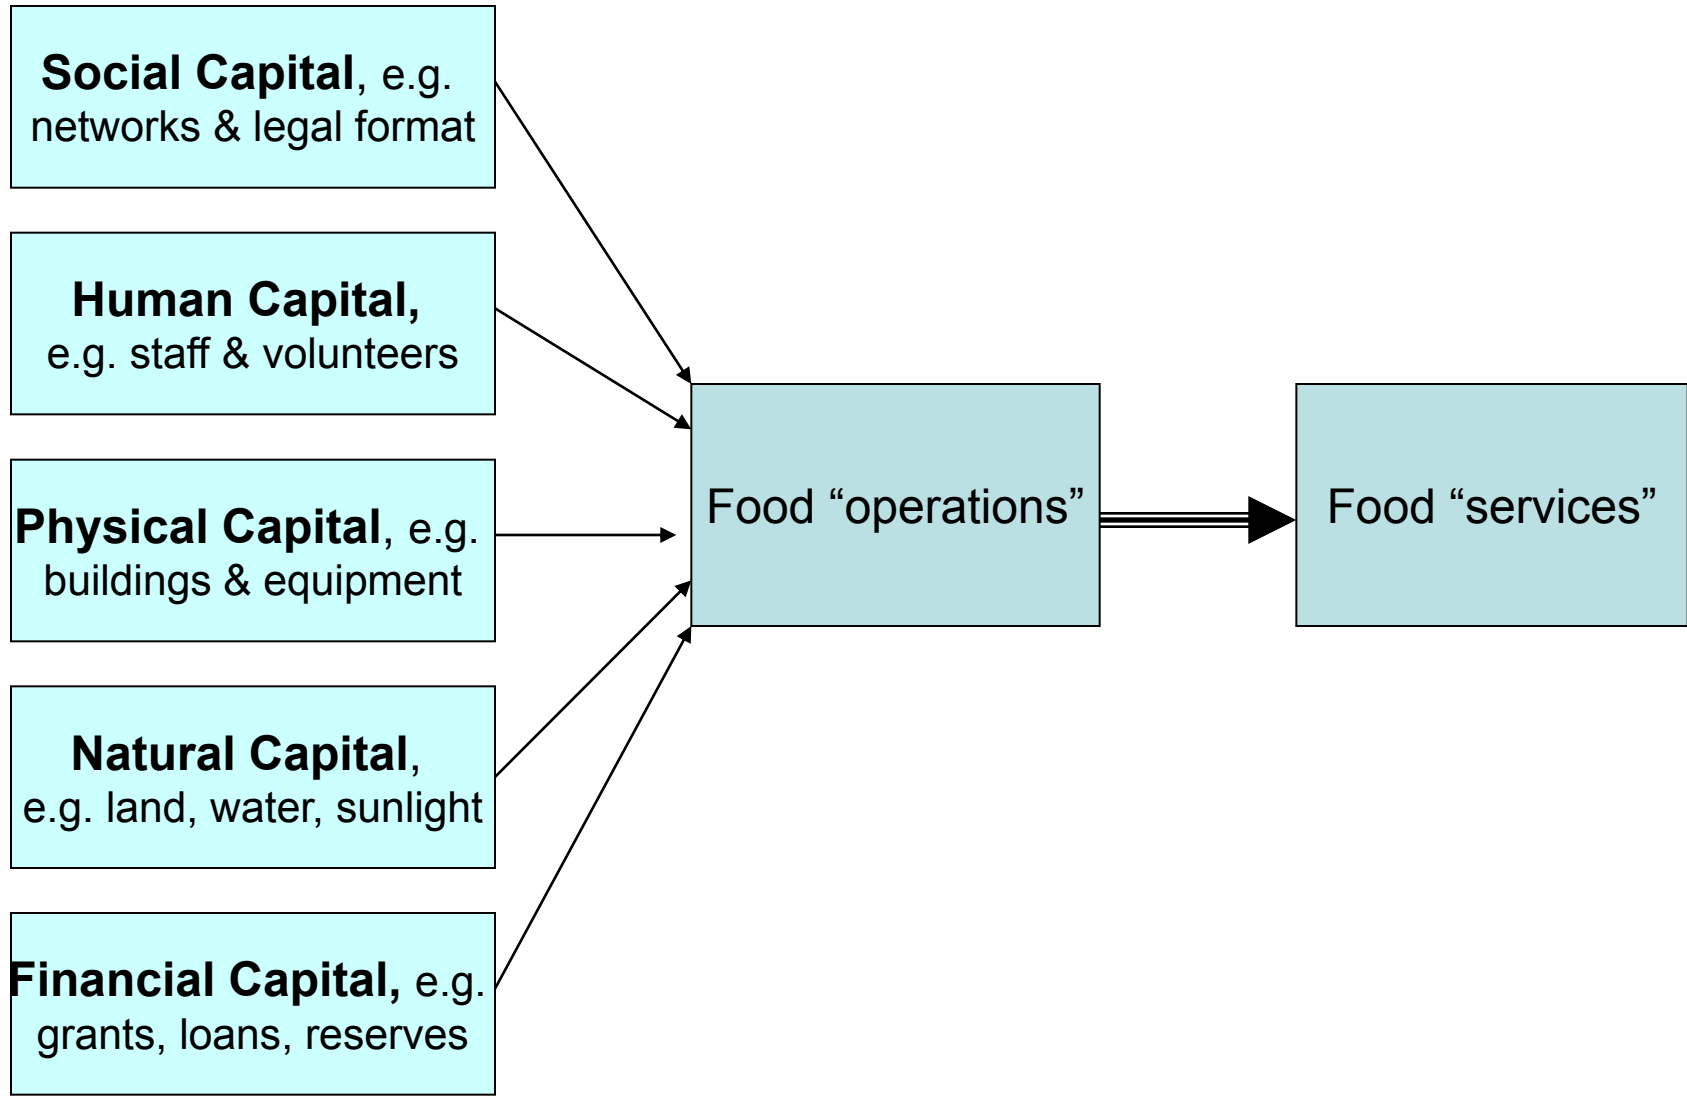 Social Capital, e.g.
networks & legal format
Human Capital,
e.g. staff & volunteers
Physical Capital, e.g.
buildings & equipment
Natural Capital,
e.g. land, water, sunlight
Financial Capital, e.g.
grants, loans, reserves
Food “operations”
Food “services”